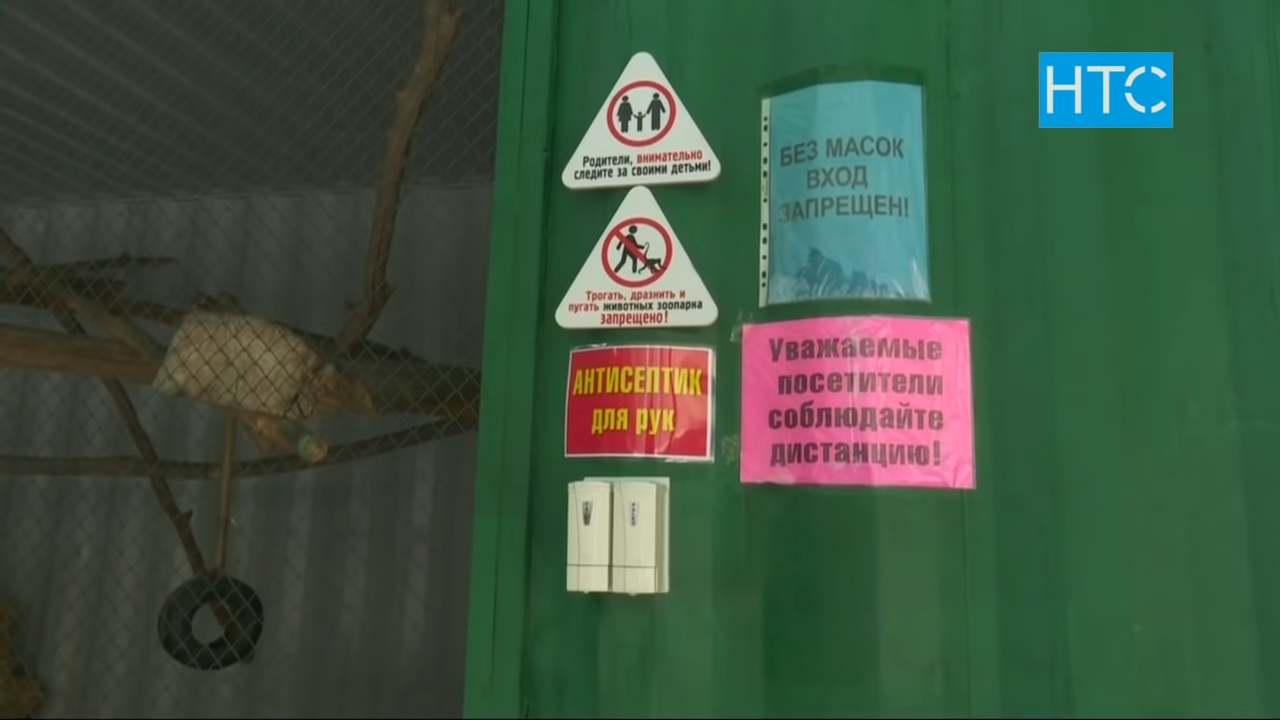 НТС
Родители, внимательно
следите за своими детьми!
БЕЗ МАСОК
ВХОД
ЗАПРЕЩЕН!
Трогать, дразнить и
пугать животных зоопарка
запрещено!
АНТИСЕПТИК
для рук
Уважаемые
посетители
соблюдайте
дистанцию!